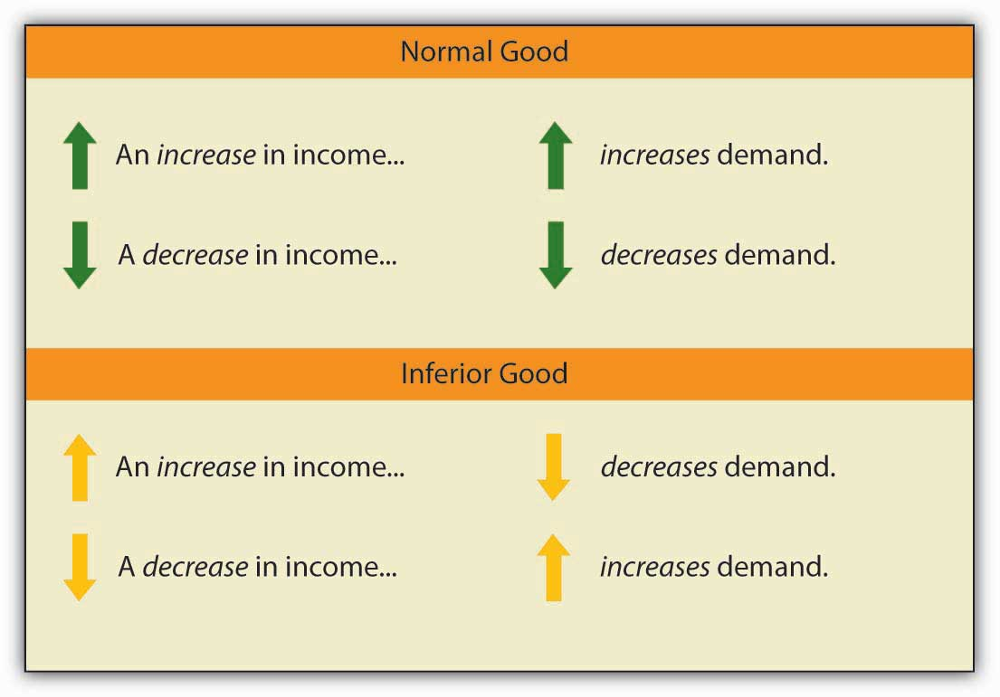 Normal Good
An increase in income... increases demand.
A decrease in income... decreases demand.
Inferior Good
An increase in income... decreases demand.
A decrease in income... increases demand.